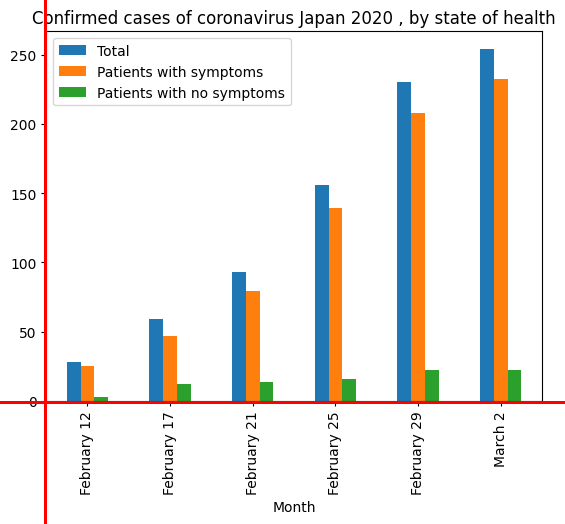 Confirmed cases of coronavirus Japan 2020 , by state of health
Total
Patients with symptoms
Patients with no symptoms
250
200
150
100
50
0
February 12
February 17
February 21
February 25
February 29
March 2
Month